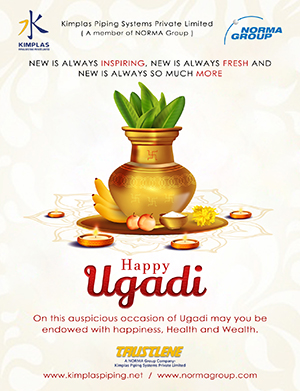 Kimplas Piping Systems Private Limited
( A member of NORMA Group )
KIMPLAS
NORMA
GROUP
NEW IS ALWAYS INSPIRING, NEW IS ALWAYS FRESH AND
NEW IS ALWAYS SO MUCH MORE
Happy
Ugadi
On this auspicious occasion of Ugadi may you be
endowed with happiness, Health and Wealth.
TRUSTLENE
A NORMA Group Company-
Kimplas Piping Systems Private Limited
www.kimplaspiping.net / www.normagroup.com